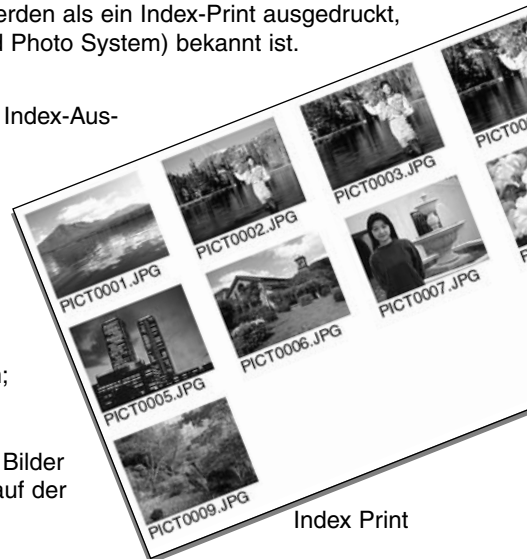 erden als ein Index-Print ausgedruckt,
Photo System) bekannt ist.
Index-Aus-
PICT0001.JPG
PICT0002.JPG
PICT0003.JPG
PICT0005.JPG
PICT0006.JPG
PICT0007.JPG
PICT0009.JPG
Bilder
auf der
Index Print